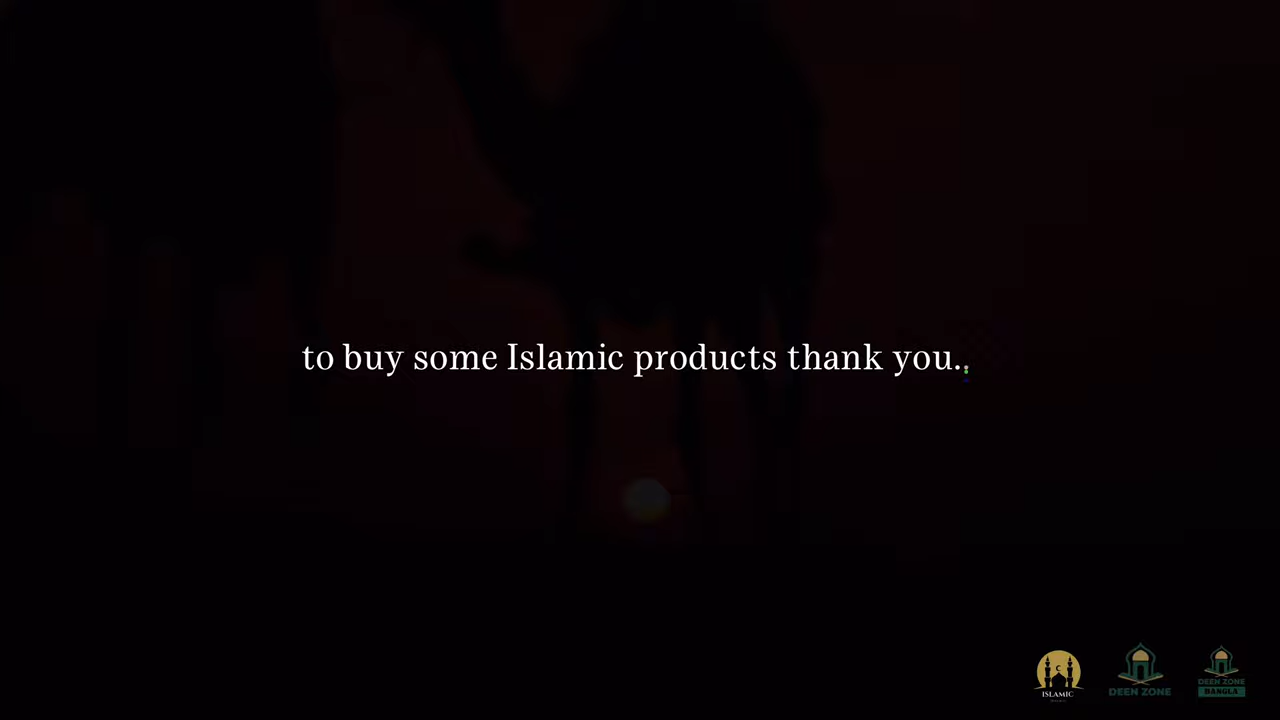 to buy some Islamic products thank you..
ISLAMIC
DEEN ZONE
DEEN ZONE
BANGLA